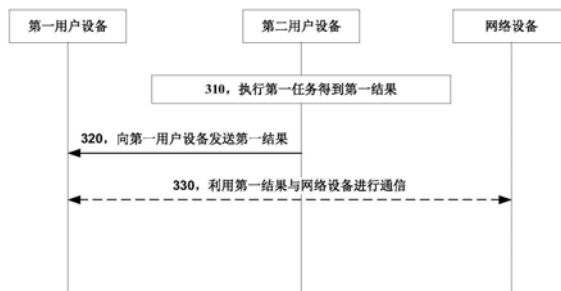 第一用户设备
第二用户设备
网络设备
310，执行第一任务得到第一结果
320，向第一用户设备发送第一结果
330，利用第一结果与网络设备进行通信